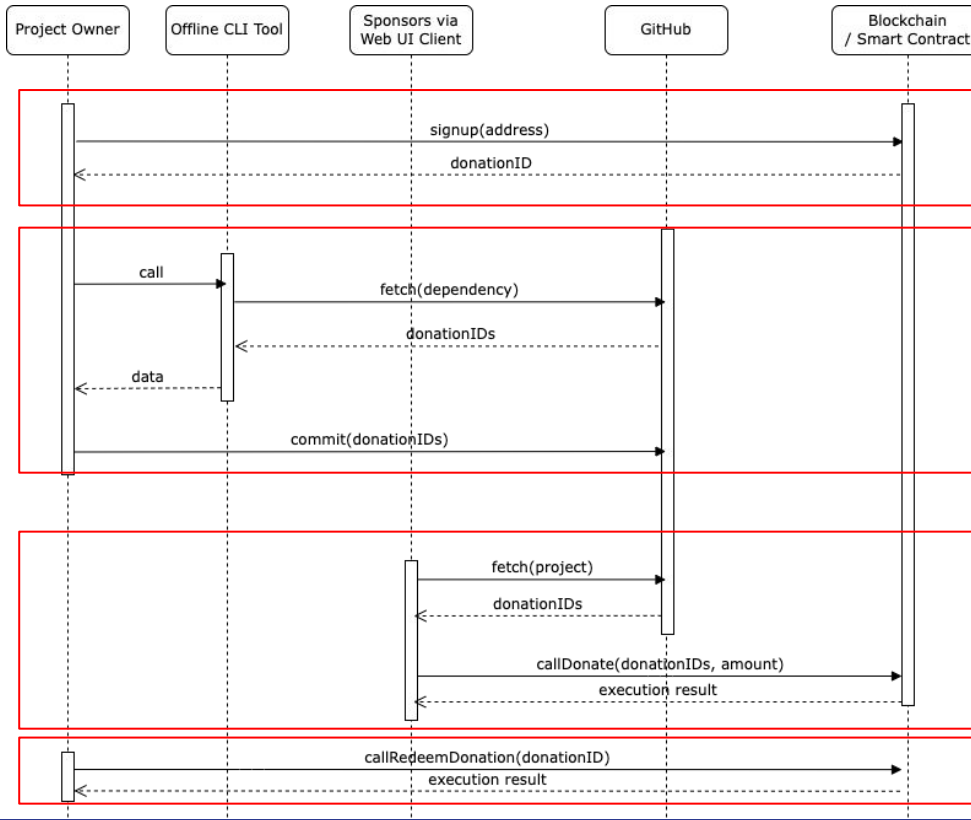 Project Owner
Offline CLI Tool
Sponsors via
Web UI Client
GitHub
Blockchain
/ Smart Contract
signup(address)
donationID
call
fetch(dependency)
donationIDs
data
commit(donationIDs)
fetch(project)
donationIDs
callDonate(donationIDs, amount)
execution result
callRedeemDonation(donationID)
execution result